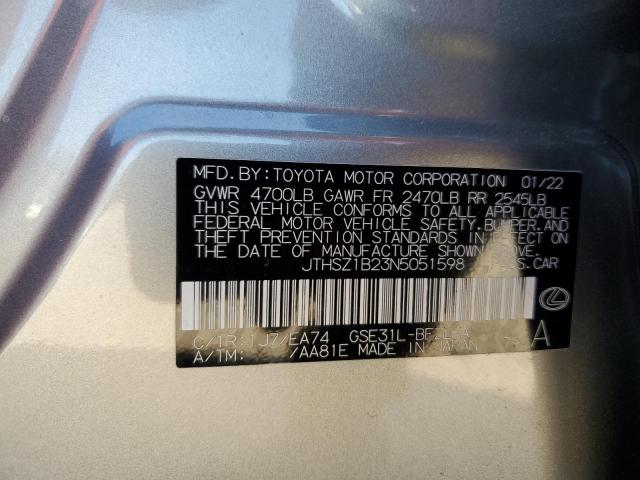 MFD. BY: TOYOTA MOTOR CORPORATION 01/22
GVWR 4700LB GAWR FR 2470LB RR 2545LB
THIS VEHICLE CONFORMS TO ALL APPLICABLE
FEDERAL MOTOR VEHICLE SAFETY, BUMPER, AND
THEFT PREVENTION STANDARDS IN EFFECT ON
THE DATE OF MANUFACTURE SHOWN ABOVE.
JTHSZ1B23N5051598 PASS.CAR
C/TR: 1J7/EA74 GSE31L
A/TM: /AA81E MADE IN JAPAN A